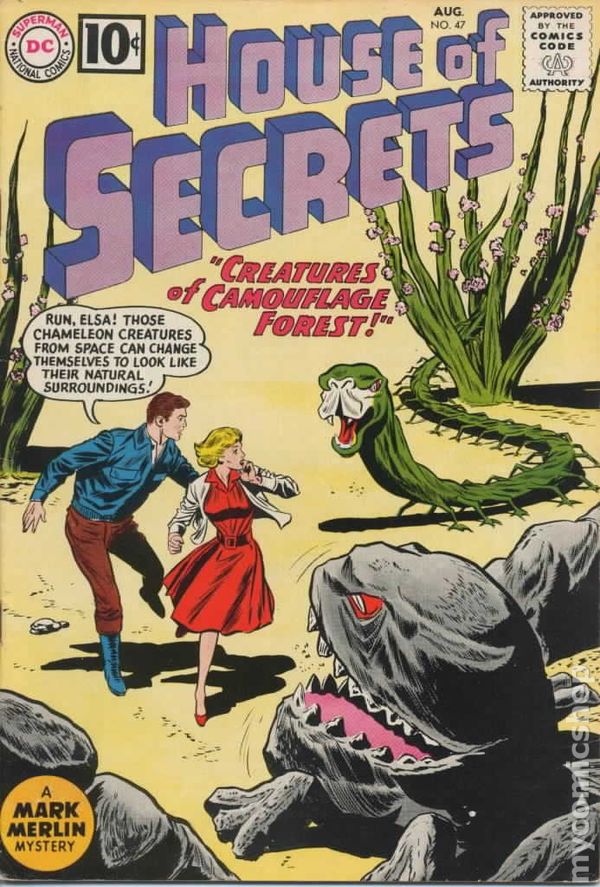 SUPERMAN
DC
NATIONAL COMICS
10¢
AUG.
NO. 47
APPROVED
BY THE
COMICS
CODE
CA
AUTHORITY
HOUSE of
SECRETS
"CREATURES
of CAMOUFLAGE
FOREST!"
RUN, ELSA! THOSE
CHAMELEON CREATURES
FROM SPACE CAN CHANGE
THEMSELVES TO LOOK LIKE
THEIR NATURAL
SURROUNDINGS!
A
MARK
MERLIN
MYSTERY
mycomicshop